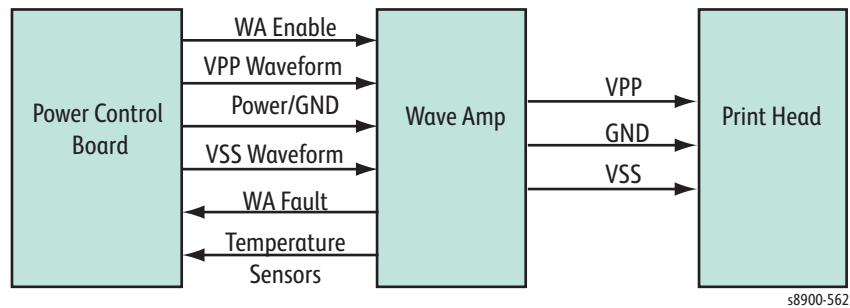 Power Control
Board
WA Enable
VPP Waveform
Power/GND
VSS Waveform
WA Fault
Temperature
Sensors
Wave Amp
VPP
GND
VSS
Print Head
s8900-562